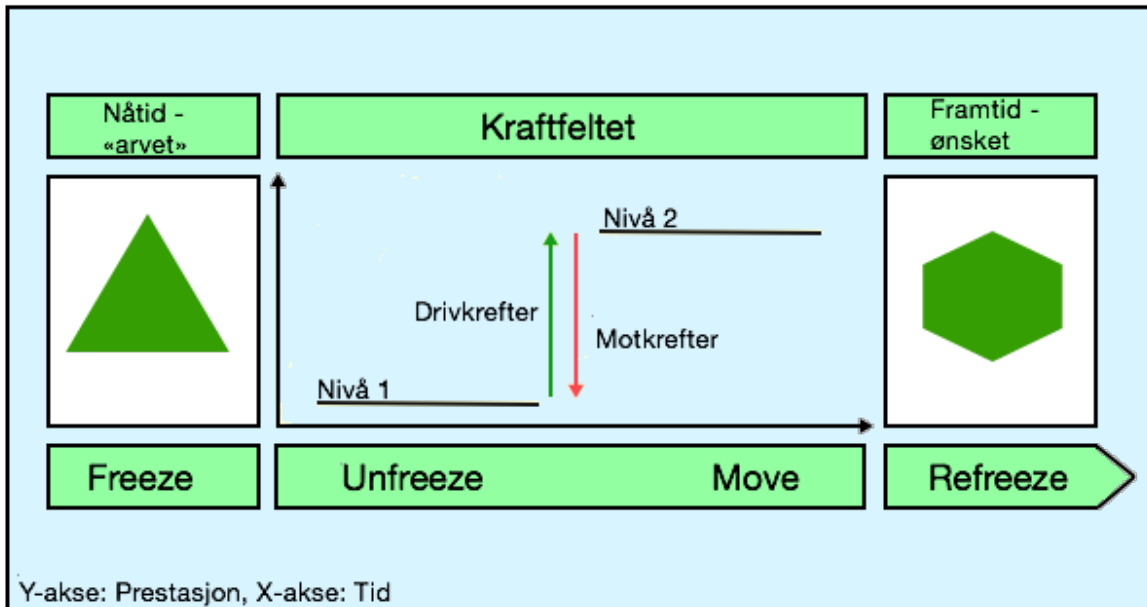 Nåtid -
«arvet»
Kraftfeltet
Framtid -
ønsket
Nivå 2
Drivkrefter
Motkrefter
Nivå 1
Freeze
Unfreeze
Move
Refreeze
Y-akse: Prestasjon, X-akse: Tid